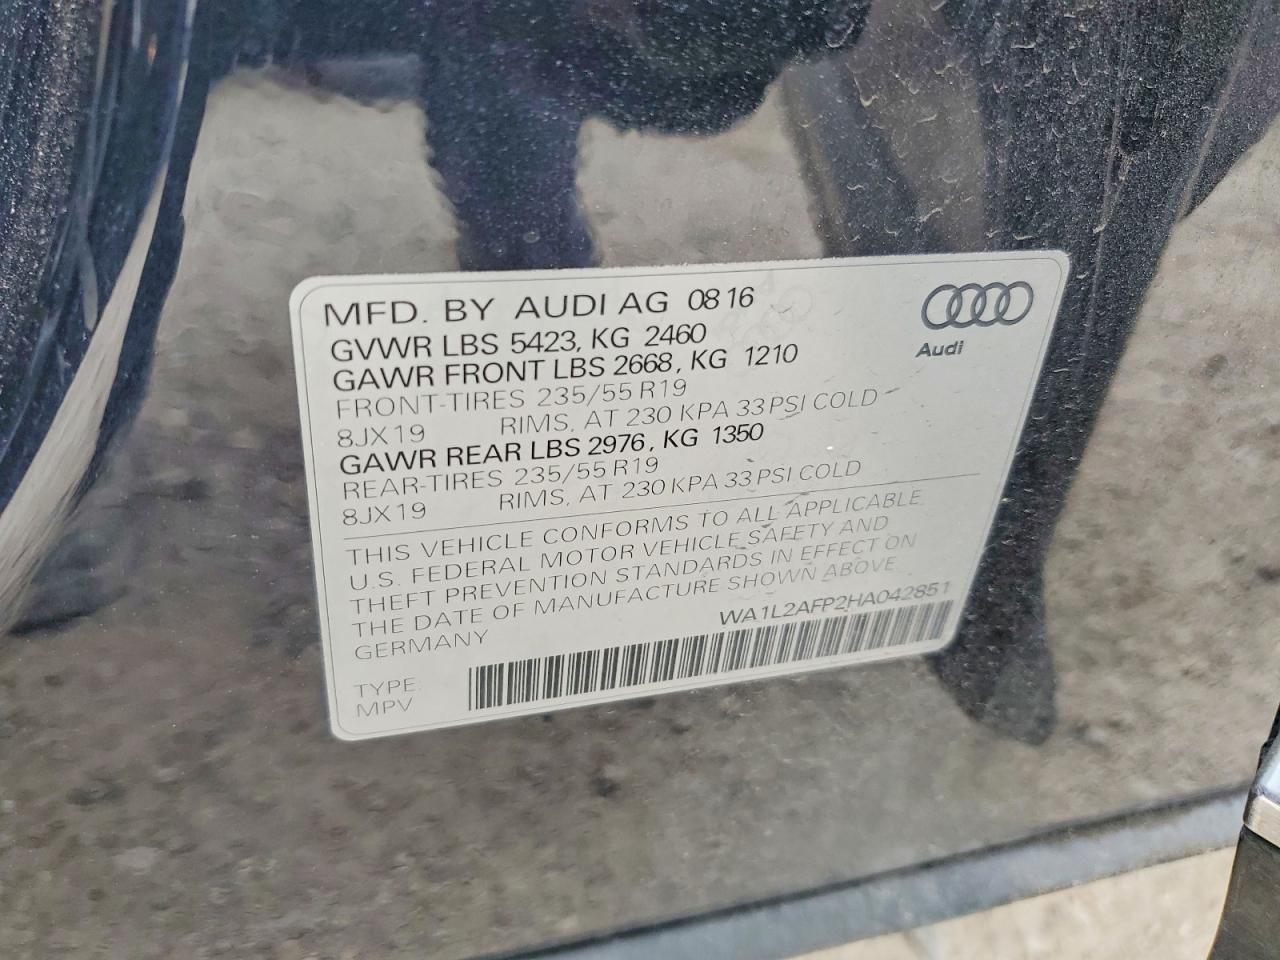 MFD. BY AUDI AG 08 16
GVWR LBS 5423, KG 2460
GAWR FRONT LBS 2668, KG 1210
FRONT-TIRES 235/55 R19
8JX19 RIMS, AT 230 KPA 33 PSI COLD
GAWR REAR LBS 2976, KG 1350
REAR-TIRES 235/55 R19
8JX19 RIMS, AT 230 KPA 33 PSI COLD
Audi
THIS VEHICLE CONFORMS TO ALL APPLICABLE
U.S. FEDERAL MOTOR VEHICLE SAFETY AND
THEFT PREVENTION STANDARDS IN EFFECT ON
THE DATE OF MANUFACTURE SHOWN ABOVE
GERMANY
WA1L2AFP2HA042851
TYPE:
MPV